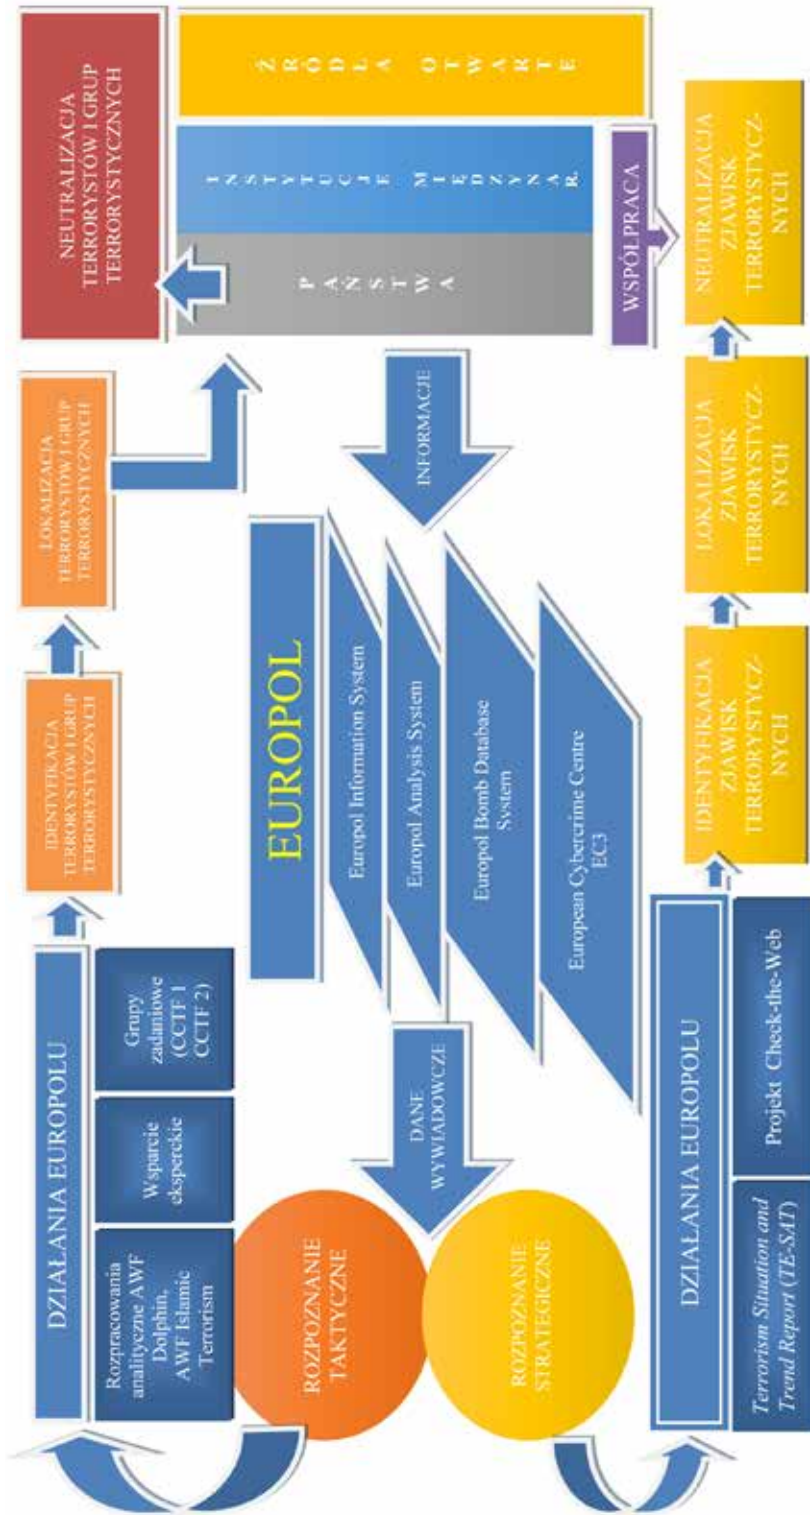 DZIAŁANIA EUROPOLU
Rozpracowania
analityczne AWF
Dolphin,
AWF Islamic
Terrorism
Wsparcie
eksperckie
Grupy
zadaniowe
(CCTF 1
CCTF 2)
IDENTYFIKACJA
TERRORYSTÓW I GRUP
TERRORYSTYCZNYCH
LOKALIZACJA
TERRORYSTÓW I GRUP
TERRORYSTYCZNYCH
NEUTRALIZACJA
TERRORYSTÓW I GRUP
TERRORYSTYCZNYCH
ROZPOZNANIE
TAKTYCZNE
ROZPOZNANIE
STRATEGICZNE
DANE
WYWIADOWCZE
EUROPOL
Europol Information System
Europol Analysis System
Europol Bomb Database
System
European Cybercrime Centre
EC3
INFORMACJE
PAŃSTWA
INSTYTUCJE MIĘDZYNAR.
ŹRÓDŁA OTWARTE
WSPÓŁPRACA
DZIAŁANIA EUROPOLU
Terrorism Situation and
Trend Report (TE-SAT)
Projekt Check-the-Web
IDENTYFIKACJA
ZJAWISK
TERRORYSTYCZ-
NYCH
LOKALIZACJA
ZJAWISK
TERRORYSTYCZ-
NYCH
NEUTRALIZACJA
ZJAWISK
TERRORYSTYCZ-
NYCH